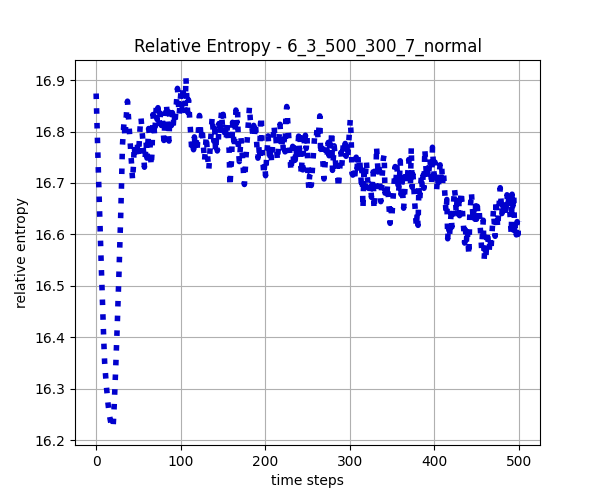 Relative Entropy - 6_3_500_300_7_normal
16.9
16.8
16.7
16.6
16.5
16.4
16.3
16.2
relative entropy
0 100 200 300 400 500
time steps